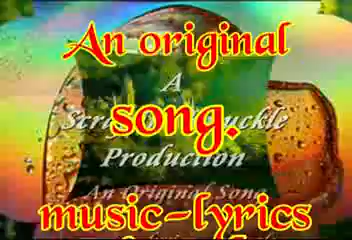 An original
A
song.
Production
An Original Song
music-lyrics